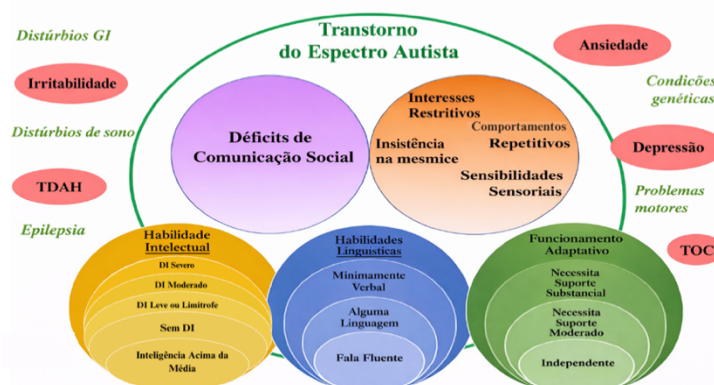 Transtorno
do Espectro Autista
Distúrbios GI
Irritabilidade
Distúrbios de sono
TDAH
Epilepsia
Ansiedade
Condições
genéticas
Depressão
Problemas
motores
TOC
Déficits de
Comunicação Social
Interesses
Restritivos
Comportamentos
Repetitivos
Insistência
na mesmice
Sensibilidades
Sensoriais
Habilidade
Intelectual
DI Severo
DI Moderado
DI Leve ou Limítrofe
Sem DI
Inteligência Acima da
Média
Habilidades
Linguísticas
Minimamente
Verbal
Alguma
Linguagem
Fala Fluente
Funcionamento
Adaptativo
Necessita
Suporte
Substancial
Necessita
Suporte
Moderado
Independente